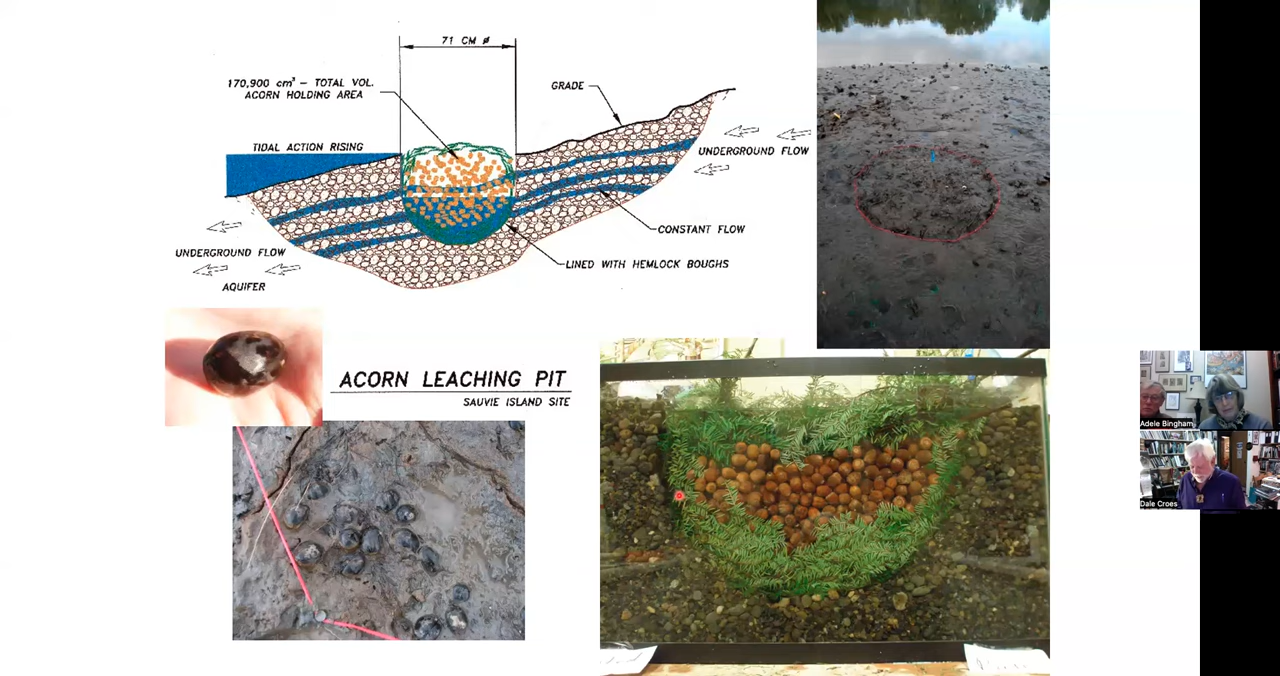 71 CM ø
170,900 cm³ – TOTAL VOL.
ACORN HOLDING AREA
GRADE
TIDAL ACTION RISING
UNDERGROUND FLOW
CONSTANT FLOW
UNDERGROUND FLOW
LINED WITH HEMLOCK BOUGHS
AQUIFER
ACORN LEACHING PIT
SAUVIE ISLAND SITE
Adele Bingham
Dale Croes